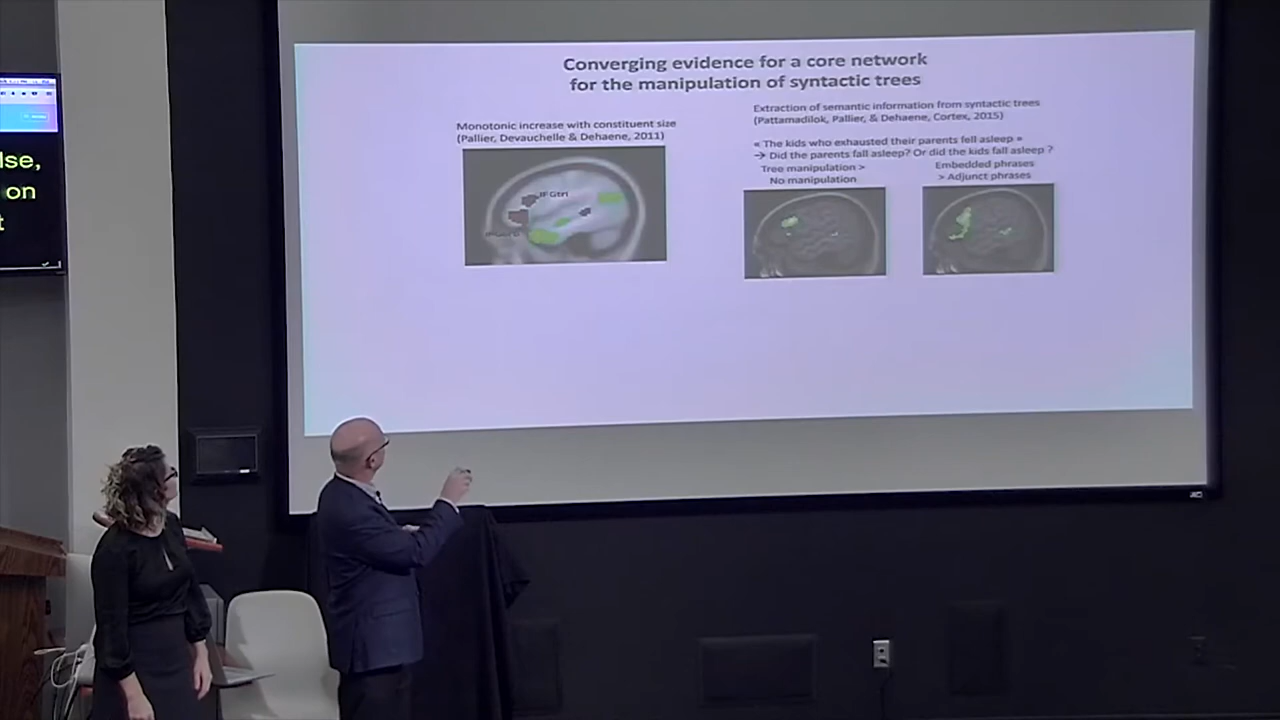 Converging evidence for a core network
for the manipulation of syntactic trees
Monotonic increase with constituent size
(Pallier, Devauchelle & Dehaene, 2011)
IFGtri
Extraction of semantic information from syntactic trees
(Pattamadilok, Pallier, & Dehaene, Cortex, 2015)
« The kids who exhausted their parents fell asleep »
→ Did the parents fall asleep? Or did the kids fall asleep ?
Tree manipulation >
No manipulation
Embedded phrases
> Adjunct phrases
lse,
on
t